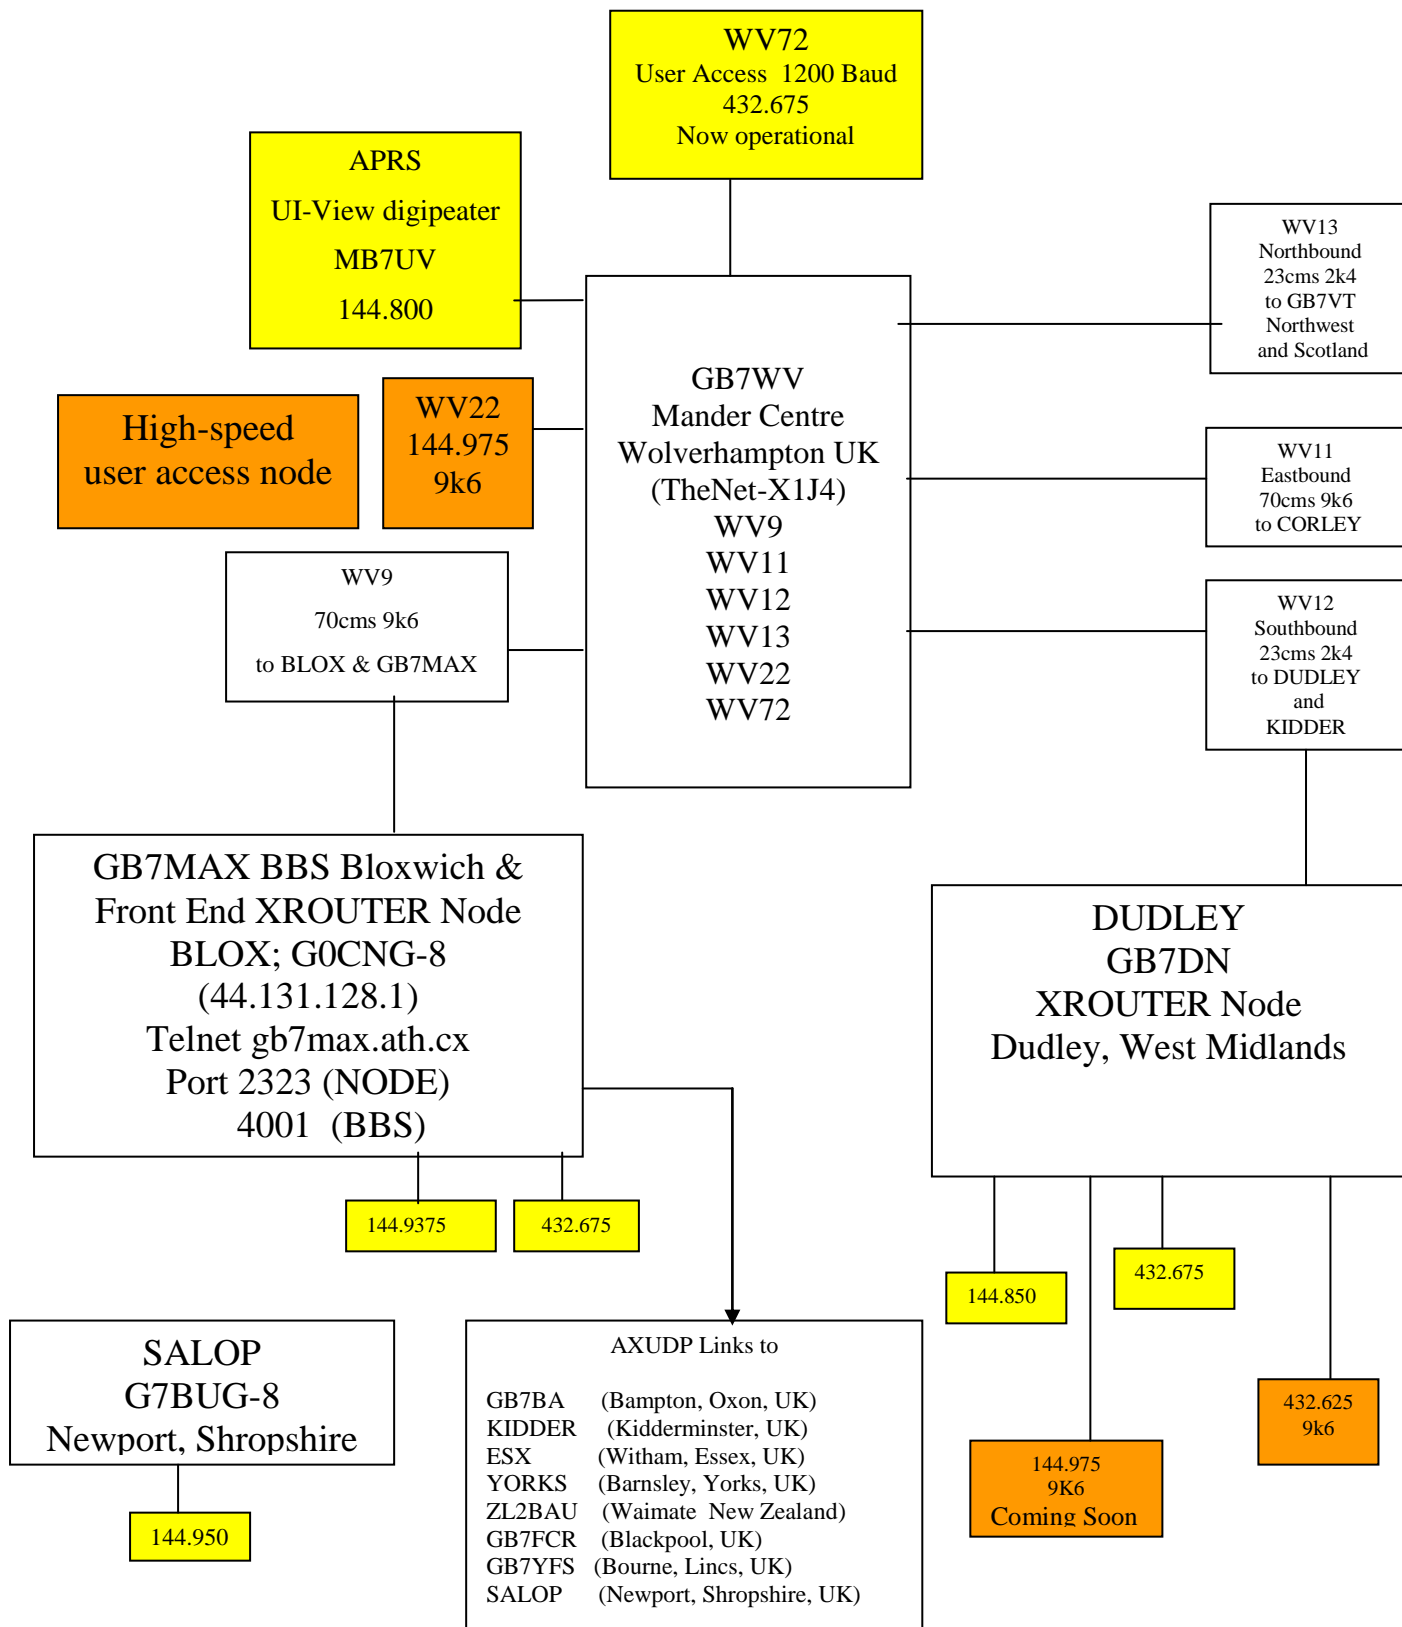 WV72
User Access 1200 Baud
432.675
Now operational
APRS
UI-View digipeater
MB7UV
144.800
WV13
Northbound
23cms 2k4
to GB7VT
Northwest
and Scotland
High-speed
user access node
WV22
144.975
9k6
GB7WV
Mander Centre
Wolverhampton UK
(TheNet-X1J4)
WV9
WV11
WV12
WV13
WV22
WV72
WV11
Eastbound
70cms 9k6
to CORLEY
WV9
70cms 9k6
to BLOX & GB7MAX
WV12
Southbound
23cms 2k4
to DUDLEY
and
KIDDER
GB7MAX BBS Bloxwich &
Front End XROUTER Node
BLOX; G0CNG-8
(44.131.128.1)
Telnet gb7max.ath.cx
Port 2323 (NODE)
4001 (BBS)
DUDLEY
GB7DN
XROUTER Node
Dudley, West Midlands
144.9375
432.675
144.850
432.675
144.975
9K6
Coming Soon
432.625
9k6
SALOP
G7BUG-8
Newport, Shropshire
144.950
AXUDP Links to
GB7BA (Bampton, Oxon, UK)
KIDDER (Kidderminster, UK)
ESX (Witham, Essex, UK)
YORKS (Barnsley, Yorks, UK)
ZL2BAU (Waimate New Zealand)
GB7FCR (Blackpool, UK)
GB7YFS (Bourne, Lincs, UK)
SALOP (Newport, Shropshire, UK)